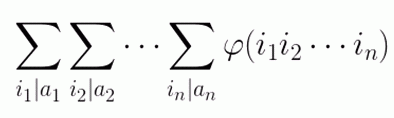 ∑_{i_1|a_1} ∑_{i_2|a_2} ⋯ ∑_{i_n|a_n} φ(i_1 i_2 ⋯ i_n)